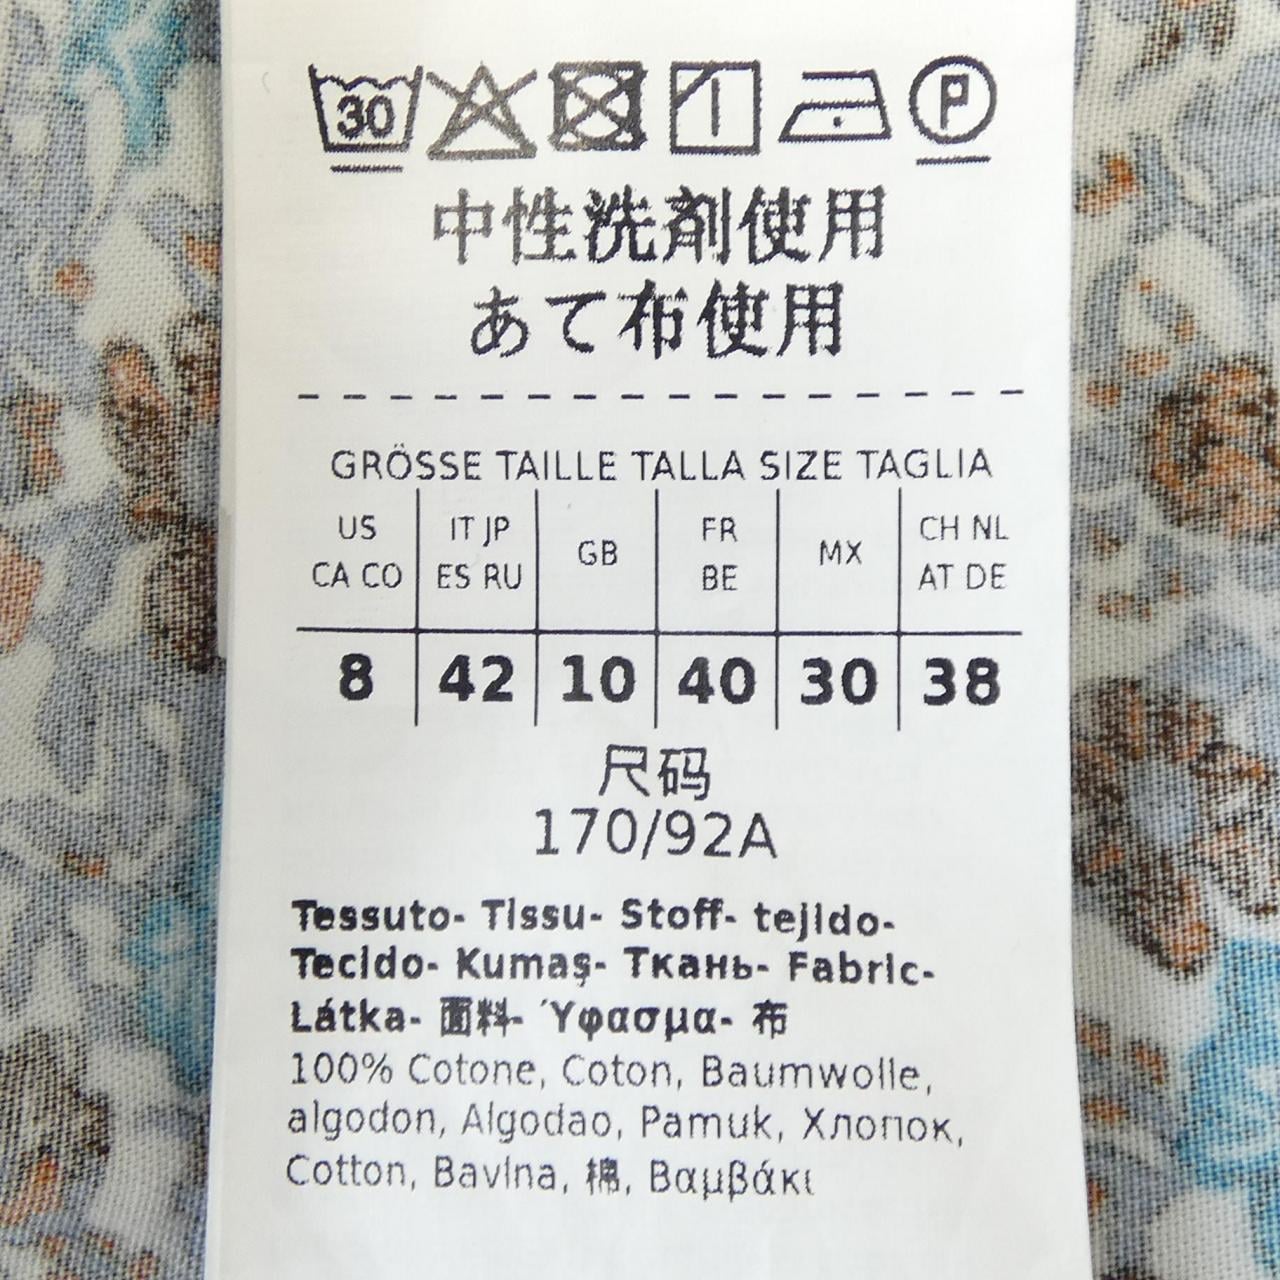 30 P
中性洗剤使用
あて布使用
GRÖSSE TAILLE TALLA SIZE TAGLIA
US CA CO IT JP ES RU GB FR BE MX CH NL AT DE
8 42 10 40 30 38
尺码
170/92A
Tessuto- Tissu- Stoff- tejido-
Tecido- Kumaş- Ткань- Fabric-
Látka- 面料- Ύφασμα- 布
100% Cotone, Coton, Baumwolle,
algodon, Algodao, Pamuk, Хлопок,
Cotton, Bavlna, 棉, Βαμβάκι